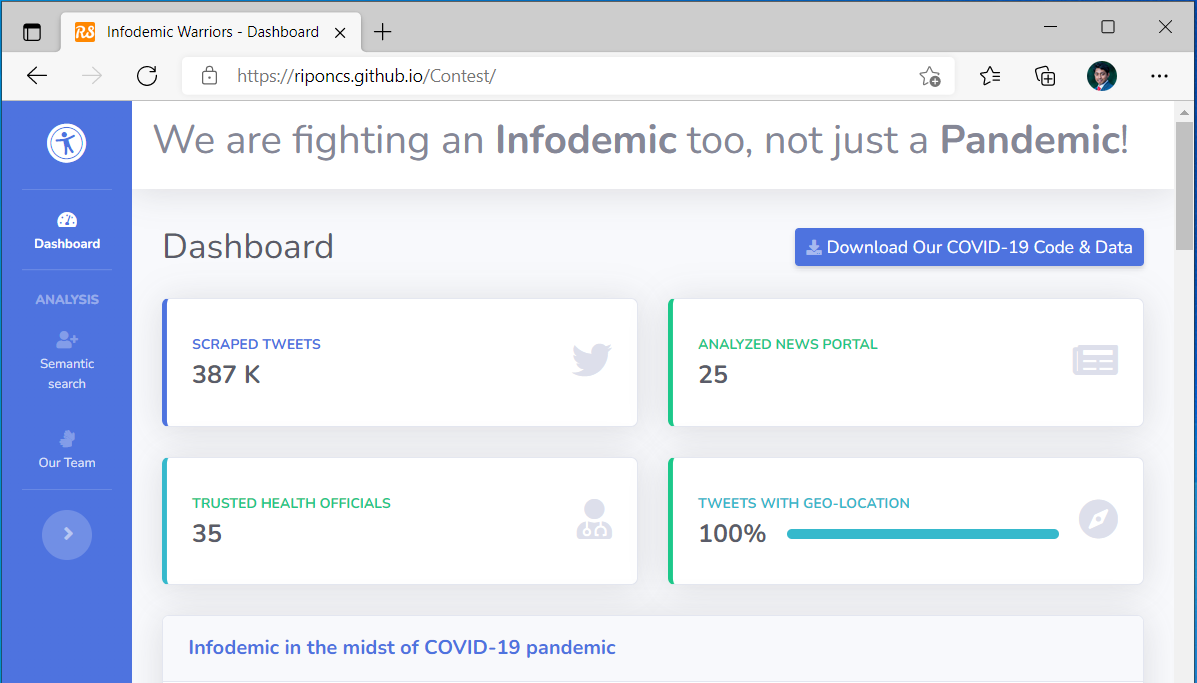 Infodemic Warriors - Dashboard
https://riponcs.github.io/Contest/
We are fighting an Infodemic too, not just a Pandemic!
Dashboard
ANALYSIS
Semantic
search
Our Team
Dashboard
Download Our COVID-19 Code & Data
SCRAPED TWEETS
387 K
ANALYZED NEWS PORTAL
25
TRUSTED HEALTH OFFICIALS
35
TWEETS WITH GEO-LOCATION
100%
Infodemic in the midst of COVID-19 pandemic